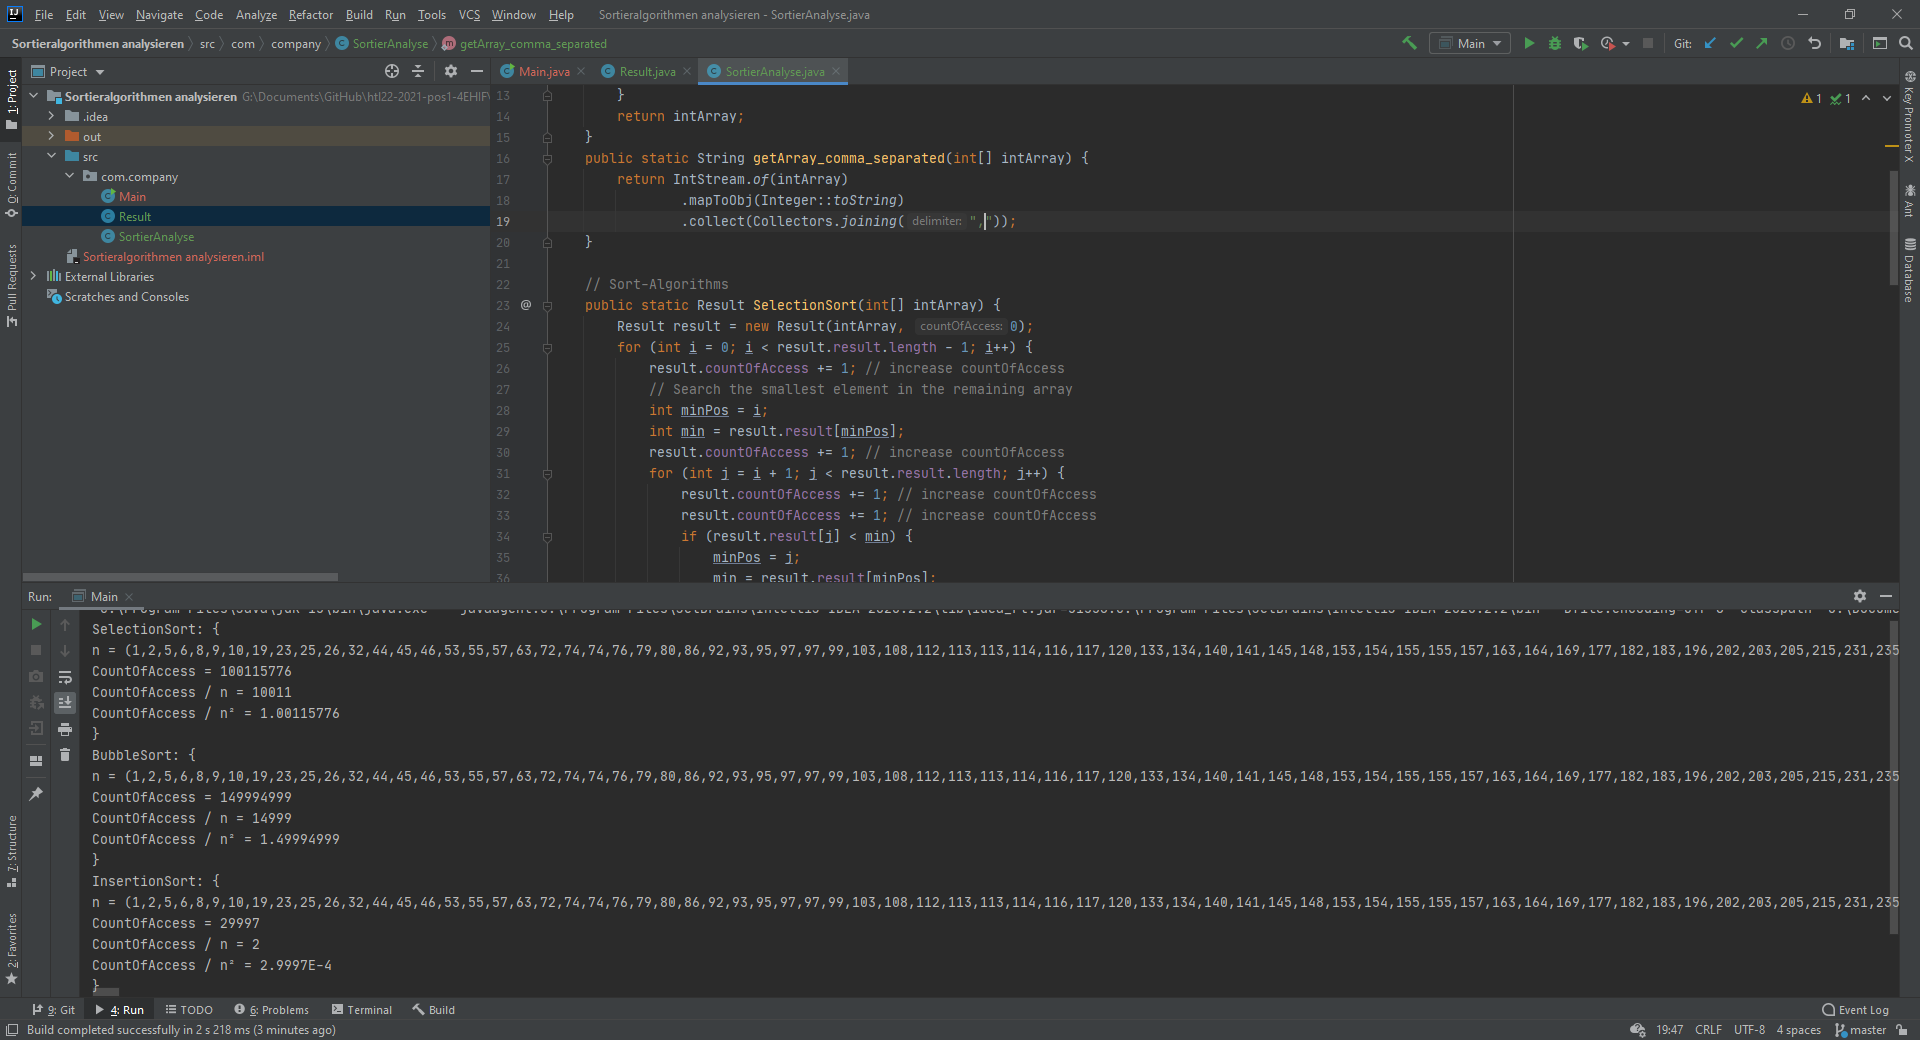 File Edit View Navigate Code Analyze Refactor Build Run Tools VCS Window Help Sortieralgorithmen analysieren - SortierAnalyse.java
Sortieralgorithmen analysieren src com company SortierAnalyse getArray_comma_separated Main Git:
Project Main.java Result.java SortierAnalyse.java
1: Project
0: Commit
Pull Requests
7: Structure
2: Favorites
Sortieralgorithmen analysieren G:\Documents\GitHub\htl22-2021-pos1-4EHIF\
.idea
out
src
com.company
Main
Result
SortierAnalyse
Sortieralgorithmen analysieren.iml
External Libraries
Scratches and Consoles
1 1
13 }
14 return intArray;
15 }
16 public static String getArray_comma_separated(int[] intArray) {
17 return IntStream.of(intArray)
18 .mapToObj(Integer::toString)
19 .collect(Collectors.joining( delimiter: ","));
20 }
21
22 // Sort-Algorithms
23 @ public static Result SelectionSort(int[] intArray) {
24 Result result = new Result(intArray, countOfAccess: 0);
25 for (int i = 0; i < result.result.length - 1; i++) {
26 result.countOfAccess += 1; // increase countOfAccess
27 // Search the smallest element in the remaining array
28 int minPos = i;
29 int min = result.result[minPos];
30 result.countOfAccess += 1; // increase countOfAccess
31 for (int j = i + 1; j < result.result.length; j++) {
32 result.countOfAccess += 1; // increase countOfAccess
33 result.countOfAccess += 1; // increase countOfAccess
34 if (result.result[j] < min) {
35 minPos = j;
36 min = result.result[minPos];
Key Promoter X
Ant
Database
Run: Main
SelectionSort: {
n = (1,2,5,6,8,9,10,19,23,25,26,32,44,45,46,53,55,57,63,72,74,74,76,79,80,86,92,93,95,97,97,99,103,108,112,113,113,114,116,117,120,133,134,140,141,145,148,153,154,155,155,157,163,164,169,177,182,183,196,202,203,205,215,231,235
CountOfAccess = 100115776
CountOfAccess / n = 10011
CountOfAccess / n² = 1.00115776
}
BubbleSort: {
n = (1,2,5,6,8,9,10,19,23,25,26,32,44,45,46,53,55,57,63,72,74,74,76,79,80,86,92,93,95,97,97,99,103,108,112,113,113,114,116,117,120,133,134,140,141,145,148,153,154,155,155,157,163,164,169,177,182,183,196,202,203,205,215,231,235
CountOfAccess = 149994999
CountOfAccess / n = 14999
CountOfAccess / n² = 1.49994999
}
InsertionSort: {
n = (1,2,5,6,8,9,10,19,23,25,26,32,44,45,46,53,55,57,63,72,74,74,76,79,80,86,92,93,95,97,97,99,103,108,112,113,113,114,116,117,120,133,134,140,141,145,148,153,154,155,155,157,163,164,169,177,182,183,196,202,203,205,215,231,235
CountOfAccess = 29997
CountOfAccess / n = 2
CountOfAccess / n² = 2.9997E-4
}
9: Git 4: Run TODO 6: Problems Terminal Build Event Log
Build completed successfully in 2 s 218 ms (3 minutes ago) 19:47 CRLF UTF-8 4 spaces master